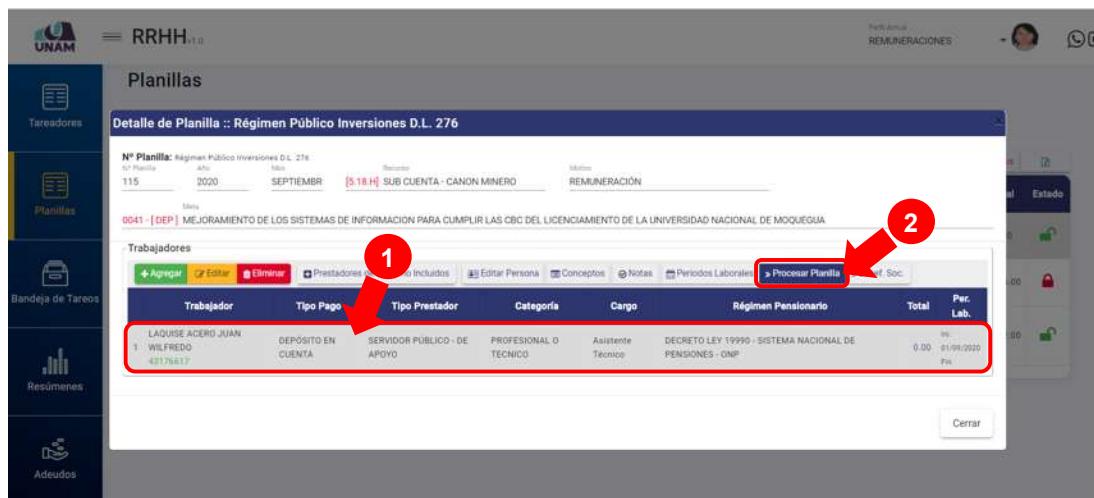 UNAM
RRHH v1.0
Perfil Actual
REMUNERACIONES
Planillas
Tareadores
Planillas
Bandeja de Tareos
Resúmenes
Adeudos
Detalle de Planilla :: Régimen Público Inversiones D.L. 276
Nº Planilla: Régimen Público Inversiones D.L. 276
N° Planilla Año Mes Recurso Motivo
115 2020 SEPTIEMBR [5.18.H] SUB CUENTA - CANON MINERO REMUNERACIÓN
Meta
0041 - [ DEP ] MEJORAMIENTO DE LOS SISTEMAS DE INFORMACION PARA CUMPLIR LAS CBC DEL LICENCIAMIENTO DE LA UNIVERSIDAD NACIONAL DE MOQUEGUA
Trabajadores
1
2
Agregar Editar Eliminar Prestadores Incluidos Editar Persona Conceptos Notas Periodos Laborales » Procesar Planilla Soc.
Trabajador Tipo Pago Tipo Prestador Categoría Cargo Régimen Pensionario Total Per. Lab.
1 LAQUISE ACERO JUAN WILFREDO 43176617 DEPÓSITO EN CUENTA SERVIDOR PÚBLICO - DE APOYO PROFESIONAL O TECNICO Asistente Técnico DECRETO LEY 19990 - SISTEMA NACIONAL DE PENSIONES - ONP 0.00 Ini. 01/09/2020 Fin.
Cerrar
Estado